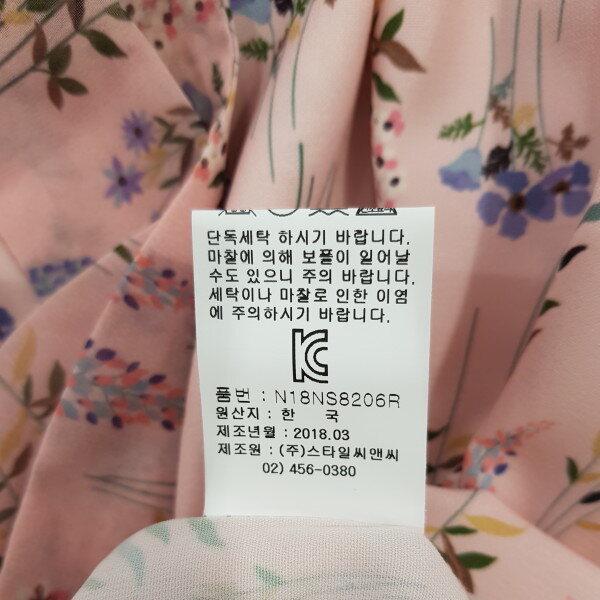 단독세탁 하시기 바랍니다.
마찰에 의해 보풀이 일어날
수도 있으니 주의 바랍니다.
세탁이나 마찰로 인한 이염
에 주의하시기 바랍니다.
KC
품번 : N18NS8206R
원산지 : 한 국
제조년월 : 2018.03
제조원 : (주)스타일씨앤씨
02) 456-0380